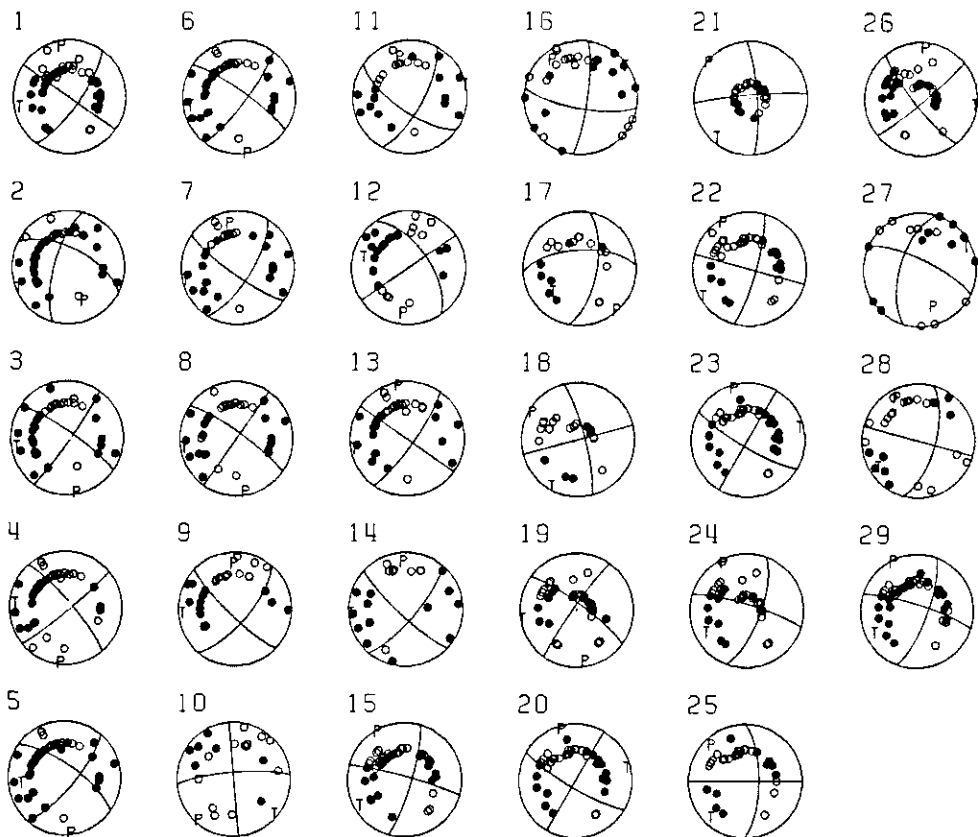 1 6 11 16 21 26
P P P P P
P T
T T T T T
P T
2 7 12 17 22 27
P P
T
T T T T
P P P P
3 8 13 18 23 28
P P
P
T T T T T
P P T
4 9 14 19 24 29
P P P P
T T T T T T
P P
5 10 15 20 25
P P P
T T
P P T T T